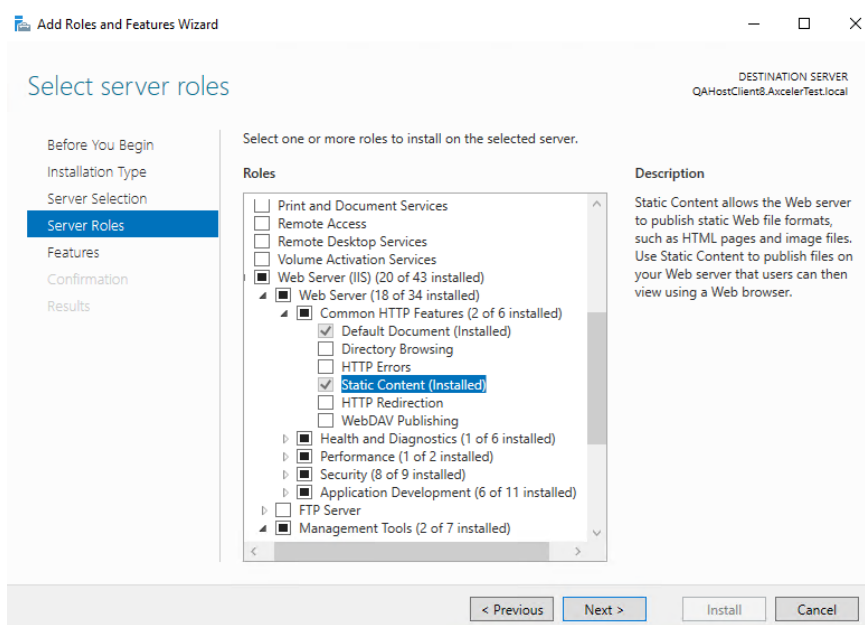 Add Roles and Features Wizard
Select server roles
DESTINATION SERVER
QAHostClient8.AxcelerTest.local
Before You Begin
Installation Type
Server Selection
Server Roles
Features
Confirmation
Results
Select one or more roles to install on the selected server.
Roles
Print and Document Services
Remote Access
Remote Desktop Services
Volume Activation Services
Web Server (IIS) (20 of 43 installed)
Web Server (18 of 34 installed)
Common HTTP Features (2 of 6 installed)
Default Document (Installed)
Directory Browsing
HTTP Errors
Static Content (Installed)
HTTP Redirection
WebDAV Publishing
Health and Diagnostics (1 of 6 installed)
Performance (1 of 2 installed)
Security (8 of 9 installed)
Application Development (6 of 11 installed)
FTP Server
Management Tools (2 of 7 installed)
Description
Static Content allows the Web server
to publish static Web file formats,
such as HTML pages and image files.
Use Static Content to publish files on
your Web server that users can then
view using a Web browser.
< Previous
Next >
Install
Cancel